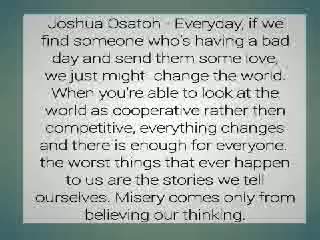 Joshua Osatoh - Everyday, if we
find someone who's having a bad
day and send them some love,
we just might change the world.
When you're able to look at the
world as cooperative rather then
competitive, everything changes
and there is enough for everyone.
the worst things that ever happen
to us are the stories we tell
ourselves. Misery comes only from
believing our thinking.